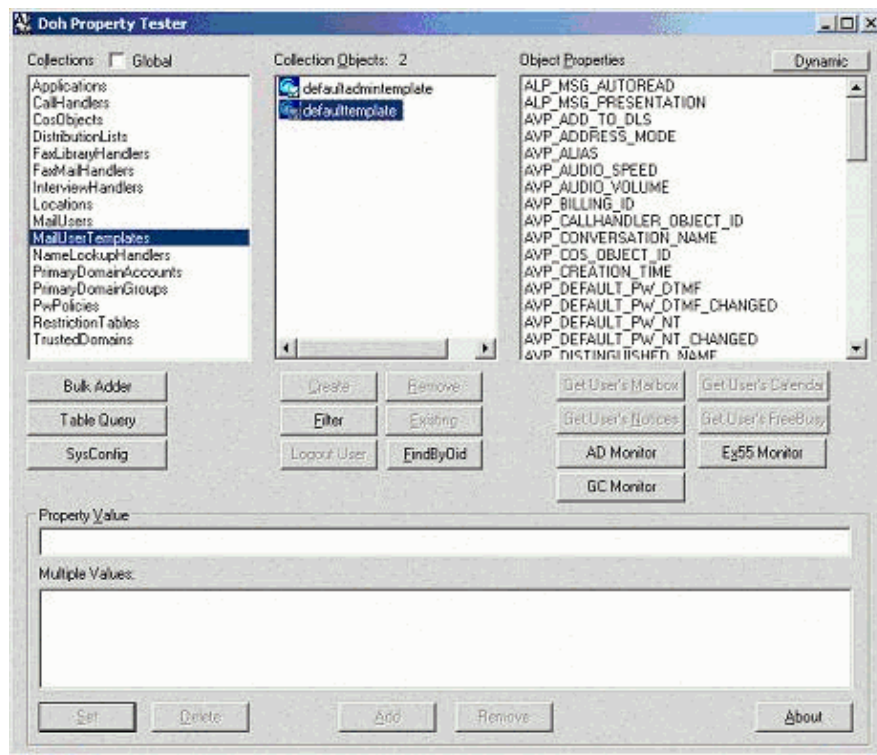 Doh Property Tester
Collections Global
Applications
CallHandlers
CosObjects
DistributionLists
FaxLibraryHandlers
FaxMailHandlers
InterviewHandlers
Locations
MailUsers
MailUserTemplates
NameLookupHandlers
PrimaryDomainAccounts
PrimaryDomainGroups
PwPolicies
RestrictionTables
TrustedDomains
Collection Objects: 2
defaultadmintemplate
defaulttemplate
Object Properties Dynamic
ALP_MSG_AUTOREAD
ALP_MSG_PRESENTATION
AVP_ADD_TO_DLS
AVP_ADDRESS_MODE
AVP_ALIAS
AVP_AUDIO_SPEED
AVP_AUDIO_VOLUME
AVP_BILLING_ID
AVP_CALLHANDLER_OBJECT_ID
AVP_CONVERSATION_NAME
AVP_COS_OBJECT_ID
AVP_CREATION_TIME
AVP_DEFAULT_PW_DTMF
AVP_DEFAULT_PW_DTMF_CHANGED
AVP_DEFAULT_PW_NT
AVP_DEFAULT_PW_NT_CHANGED
AVP_DISTINGUISHED_NAME
Bulk Adder
Table Query
SysConfig
Create Remove
Filter Existing
Logout User FindByOid
Get User's Mailbox Get User's Calendar
Get User's Notices Get User's FreeBusy
AD Monitor Ex55 Monitor
GC Monitor
Property Value
Multiple Values:
Set Delete Add Remove About